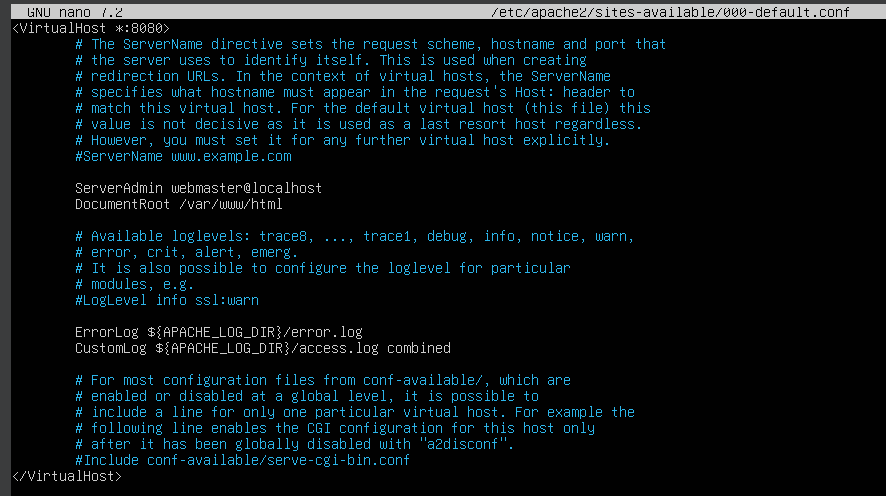 GNU nano 7.2 /etc/apache2/sites-available/000-default.conf
<VirtualHost *:8080>
# The ServerName directive sets the request scheme, hostname and port that
# the server uses to identify itself. This is used when creating
# redirection URLs. In the context of virtual hosts, the ServerName
# specifies what hostname must appear in the request's Host: header to
# match this virtual host. For the default virtual host (this file) this
# value is not decisive as it is used as a last resort host regardless.
# However, you must set it for any further virtual host explicitly.
#ServerName www.example.com
ServerAdmin webmaster@localhost
DocumentRoot /var/www/html
# Available loglevels: trace8, ..., trace1, debug, info, notice, warn,
# error, crit, alert, emerg.
# It is also possible to configure the loglevel for particular
# modules, e.g.
#LogLevel info ssl:warn
ErrorLog ${APACHE_LOG_DIR}/error.log
CustomLog ${APACHE_LOG_DIR}/access.log combined
# For most configuration files from conf-available/, which are
# enabled or disabled at a global level, it is possible to
# include a line for only one particular virtual host. For example the
# following line enables the CGI configuration for this host only
# after it has been globally disabled with "a2disconf".
#Include conf-available/serve-cgi-bin.conf
</VirtualHost>